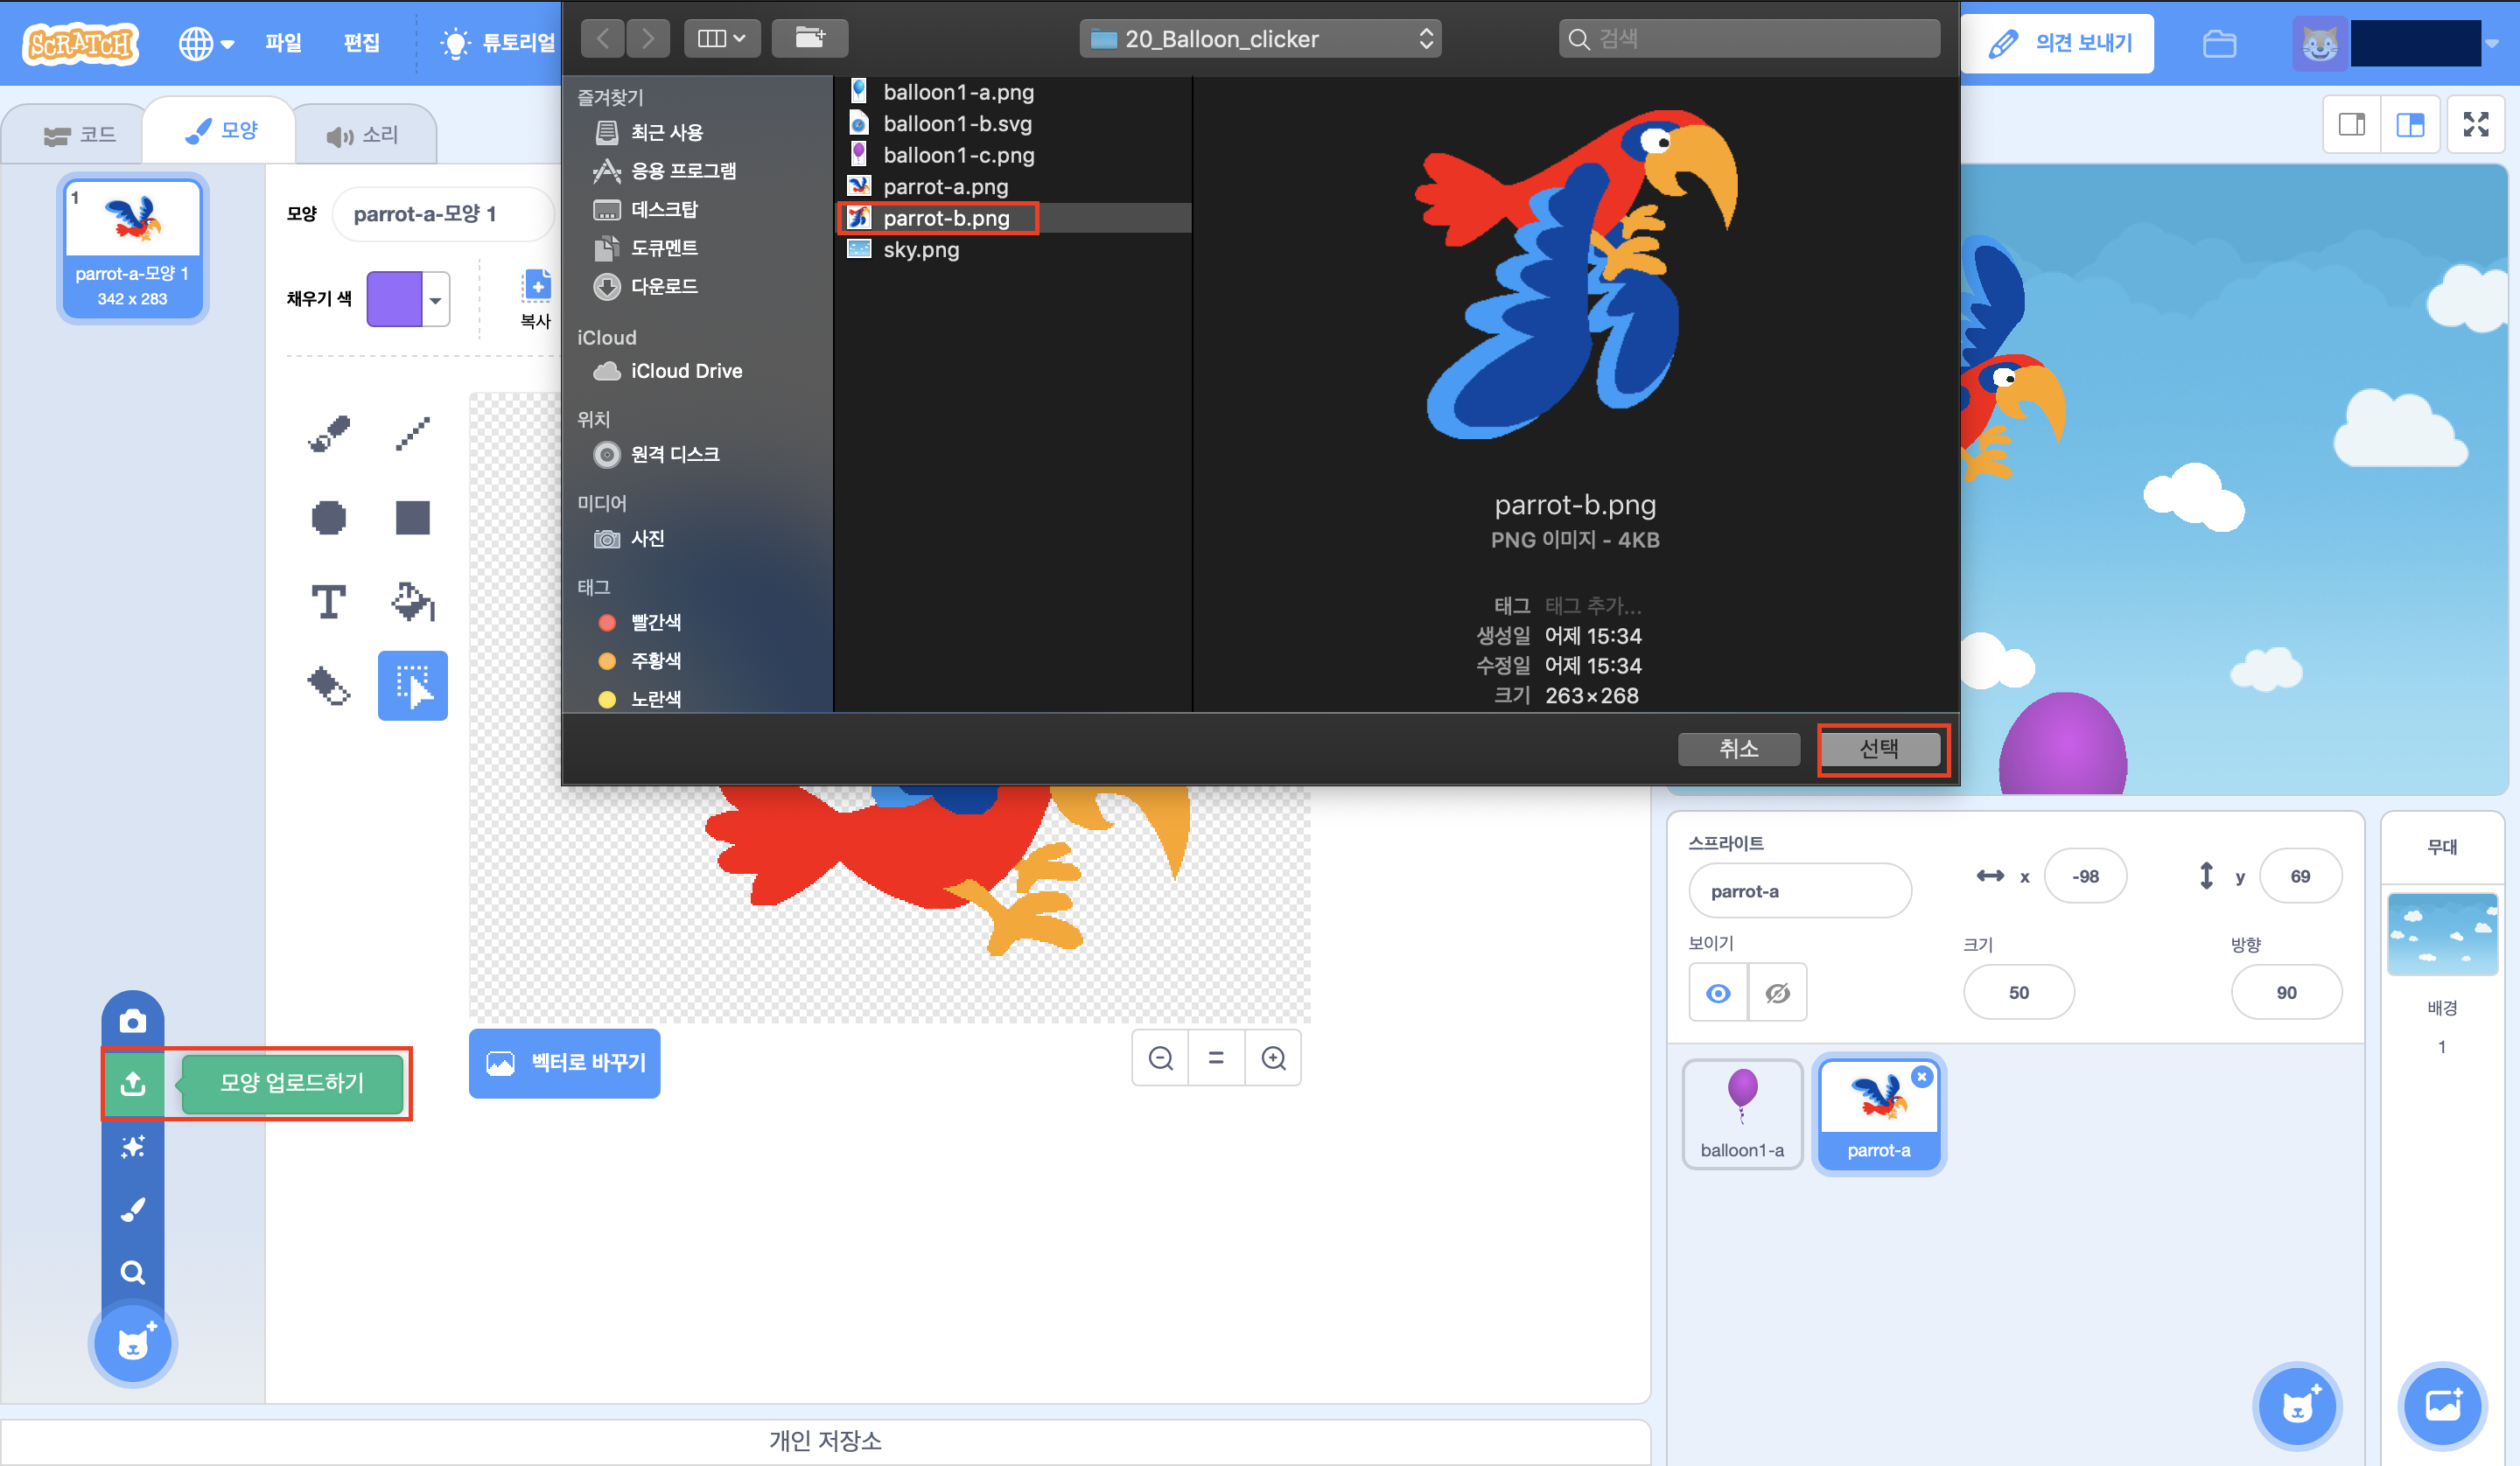 SCRATCH
파일
편집
튜토리얼
20_Balloon_clicker
검색
의견 보내기
코드
모양
소리
1
parrot-a-모양 1
342 x 283
모양
parrot-a-모양 1
채우기 색
복사
즐겨찾기
최근 사용
응용 프로그램
데스크탑
도큐멘트
다운로드
iCloud
iCloud Drive
위치
원격 디스크
미디어
사진
태그
빨간색
주황색
노란색
balloon1-a.png
balloon1-b.svg
balloon1-c.png
parrot-a.png
parrot-b.png
sky.png
parrot-b.png
PNG 이미지 - 4KB
태그 태그 추가...
생성일 어제 15:34
수정일 어제 15:34
크기 263×268
취소
선택
T
모양 업로드하기
벡터로 바꾸기
개인 저장소
스프라이트
parrot-a
x
-98
y
69
보이기
크기
50
방향
90
balloon1-a
parrot-a
무대
배경
1